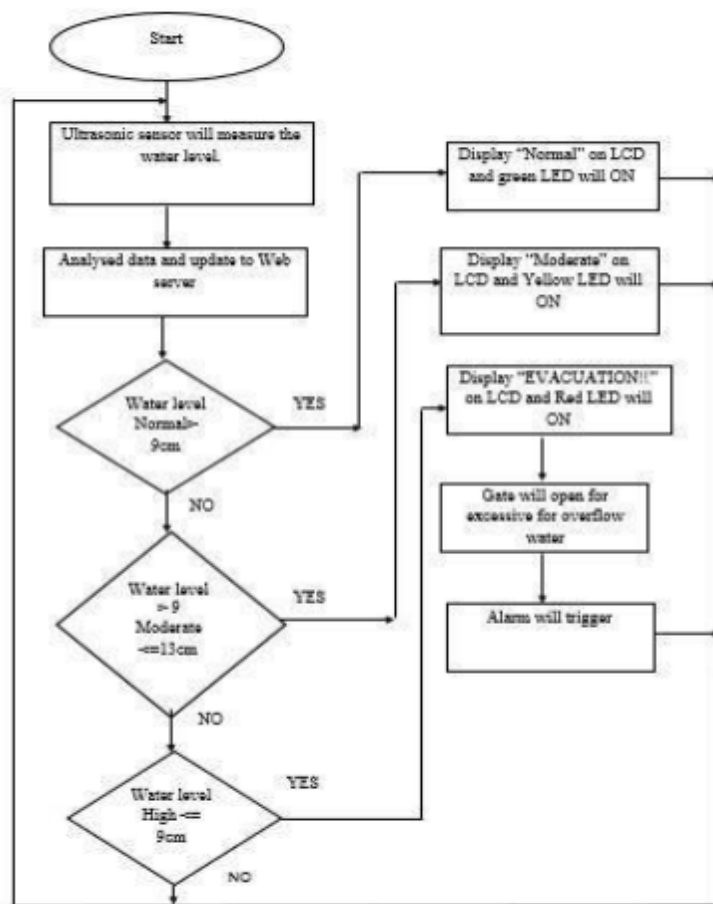 Start
Ultrasonic sensor will measure the
water level.
Analysed data and update to Web
server
Water level
Normal>-
9cm
YES
NO
Water level
>- 9
Moderate
<=13cm
YES
NO
Water level
High <=
9cm
YES
NO
Display “Normal” on LCD
and green LED will ON
Display “Moderate” on
LCD and Yellow LED will
ON
Display “EVACUATION!!”
on LCD and Red LED will
ON
Gate will open for
excessive for overflow
water
Alarm will trigger